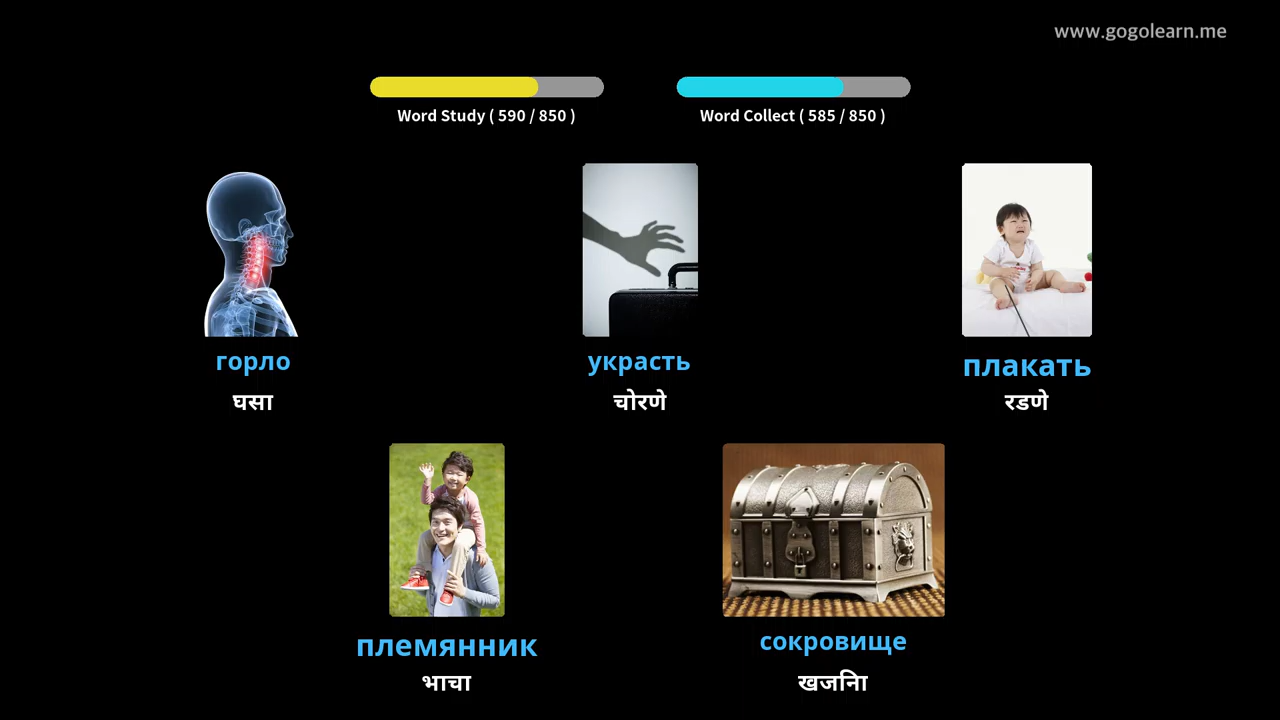 www.gogolearn.me
Word Study ( 590 / 850 )
Word Collect ( 585 / 850 )
горло
घसा
украсть
चोरणे
плакать
रडणे
племянник
भाचा
сокровище
खजिना